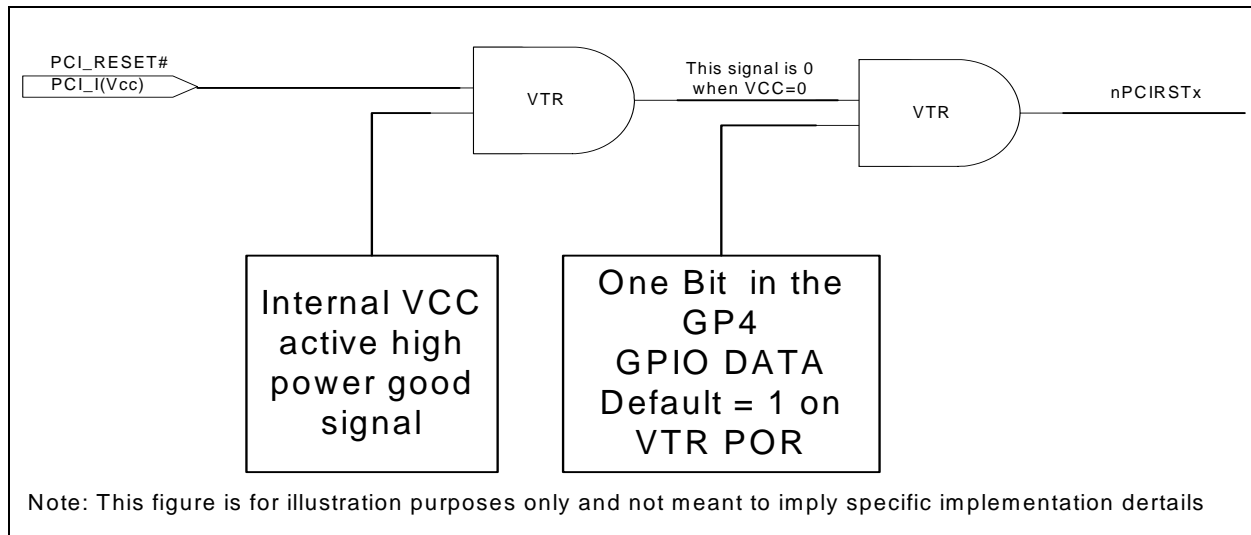 PCI_RESET#
PCI_I(Vcc)
VTR
This signal is 0
when VCC=0
VTR
nPCIRSTx
Internal VCC
active high
power good
signal
One Bit in the
GP4
GPIO DATA
Default = 1 on
VTR POR
Note: This figure is for illustration purposes only and not meant to imply specific implementation dertails